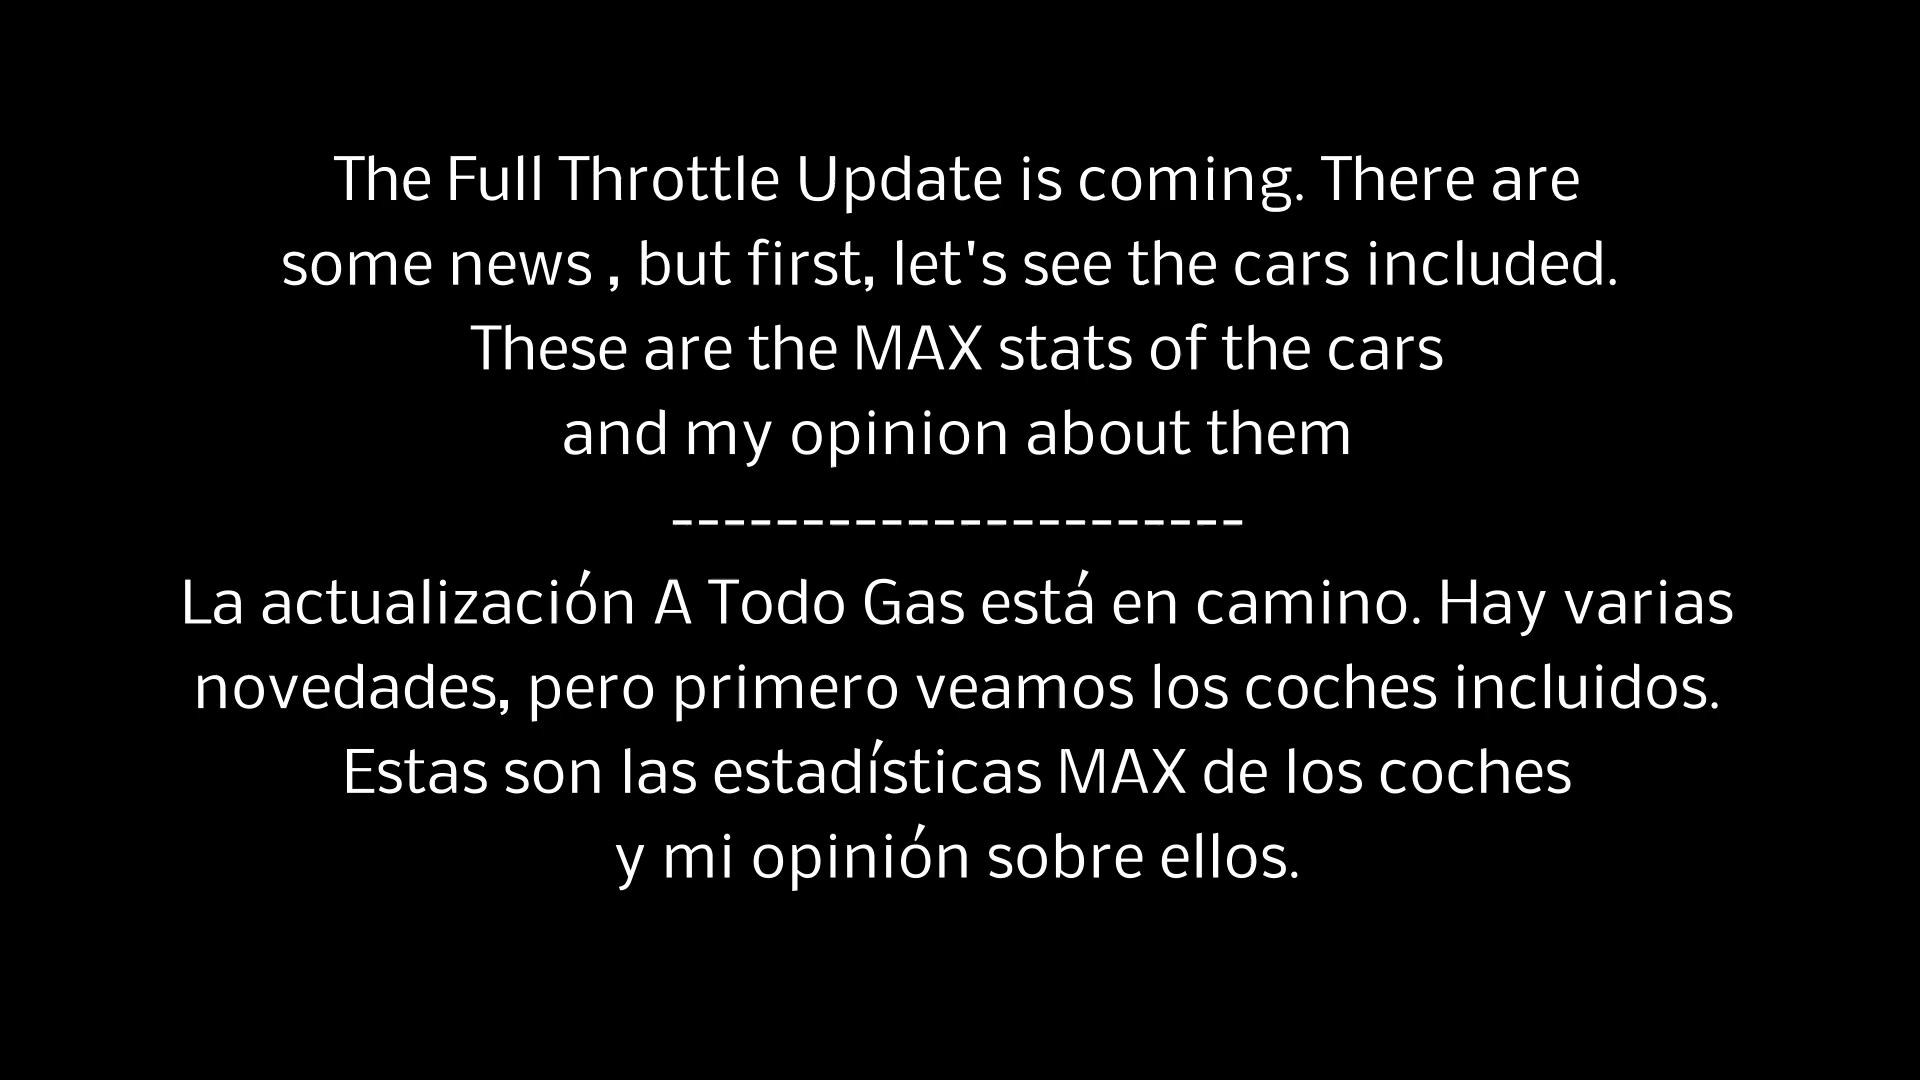 The Full Throttle Update is coming. There are
some news , but first, let's see the cars included.
These are the MAX stats of the cars
and my opinion about them
----------------------
La actualización A Todo Gas está en camino. Hay varias
novedades, pero primero veamos los coches incluidos.
Estas son las estadísticas MAX de los coches
y mi opinión sobre ellos.